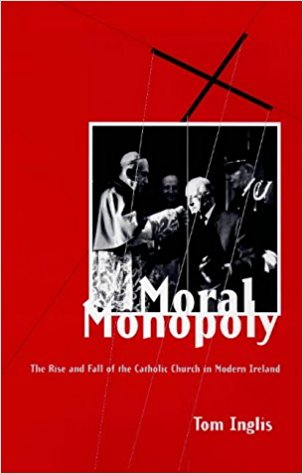 Moral
Monopoly
The Rise and Fall of the Catholic Church in Modern Ireland
Tom Inglis